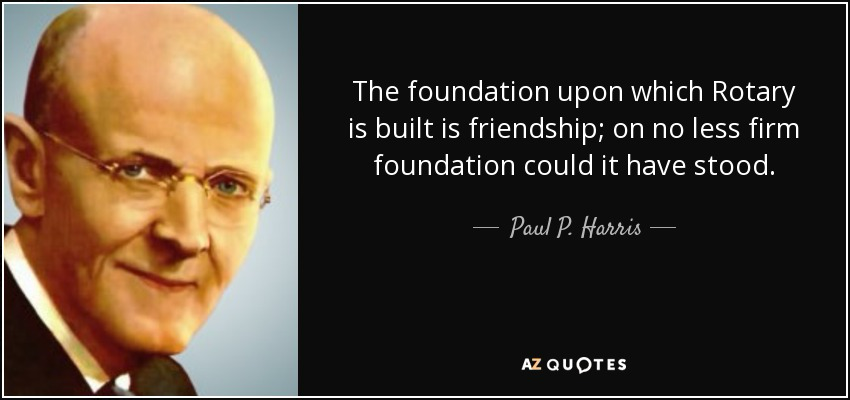 The foundation upon which Rotary
is built is friendship; on no less firm
foundation could it have stood.
Paul P. Harris
AZ QUOTES